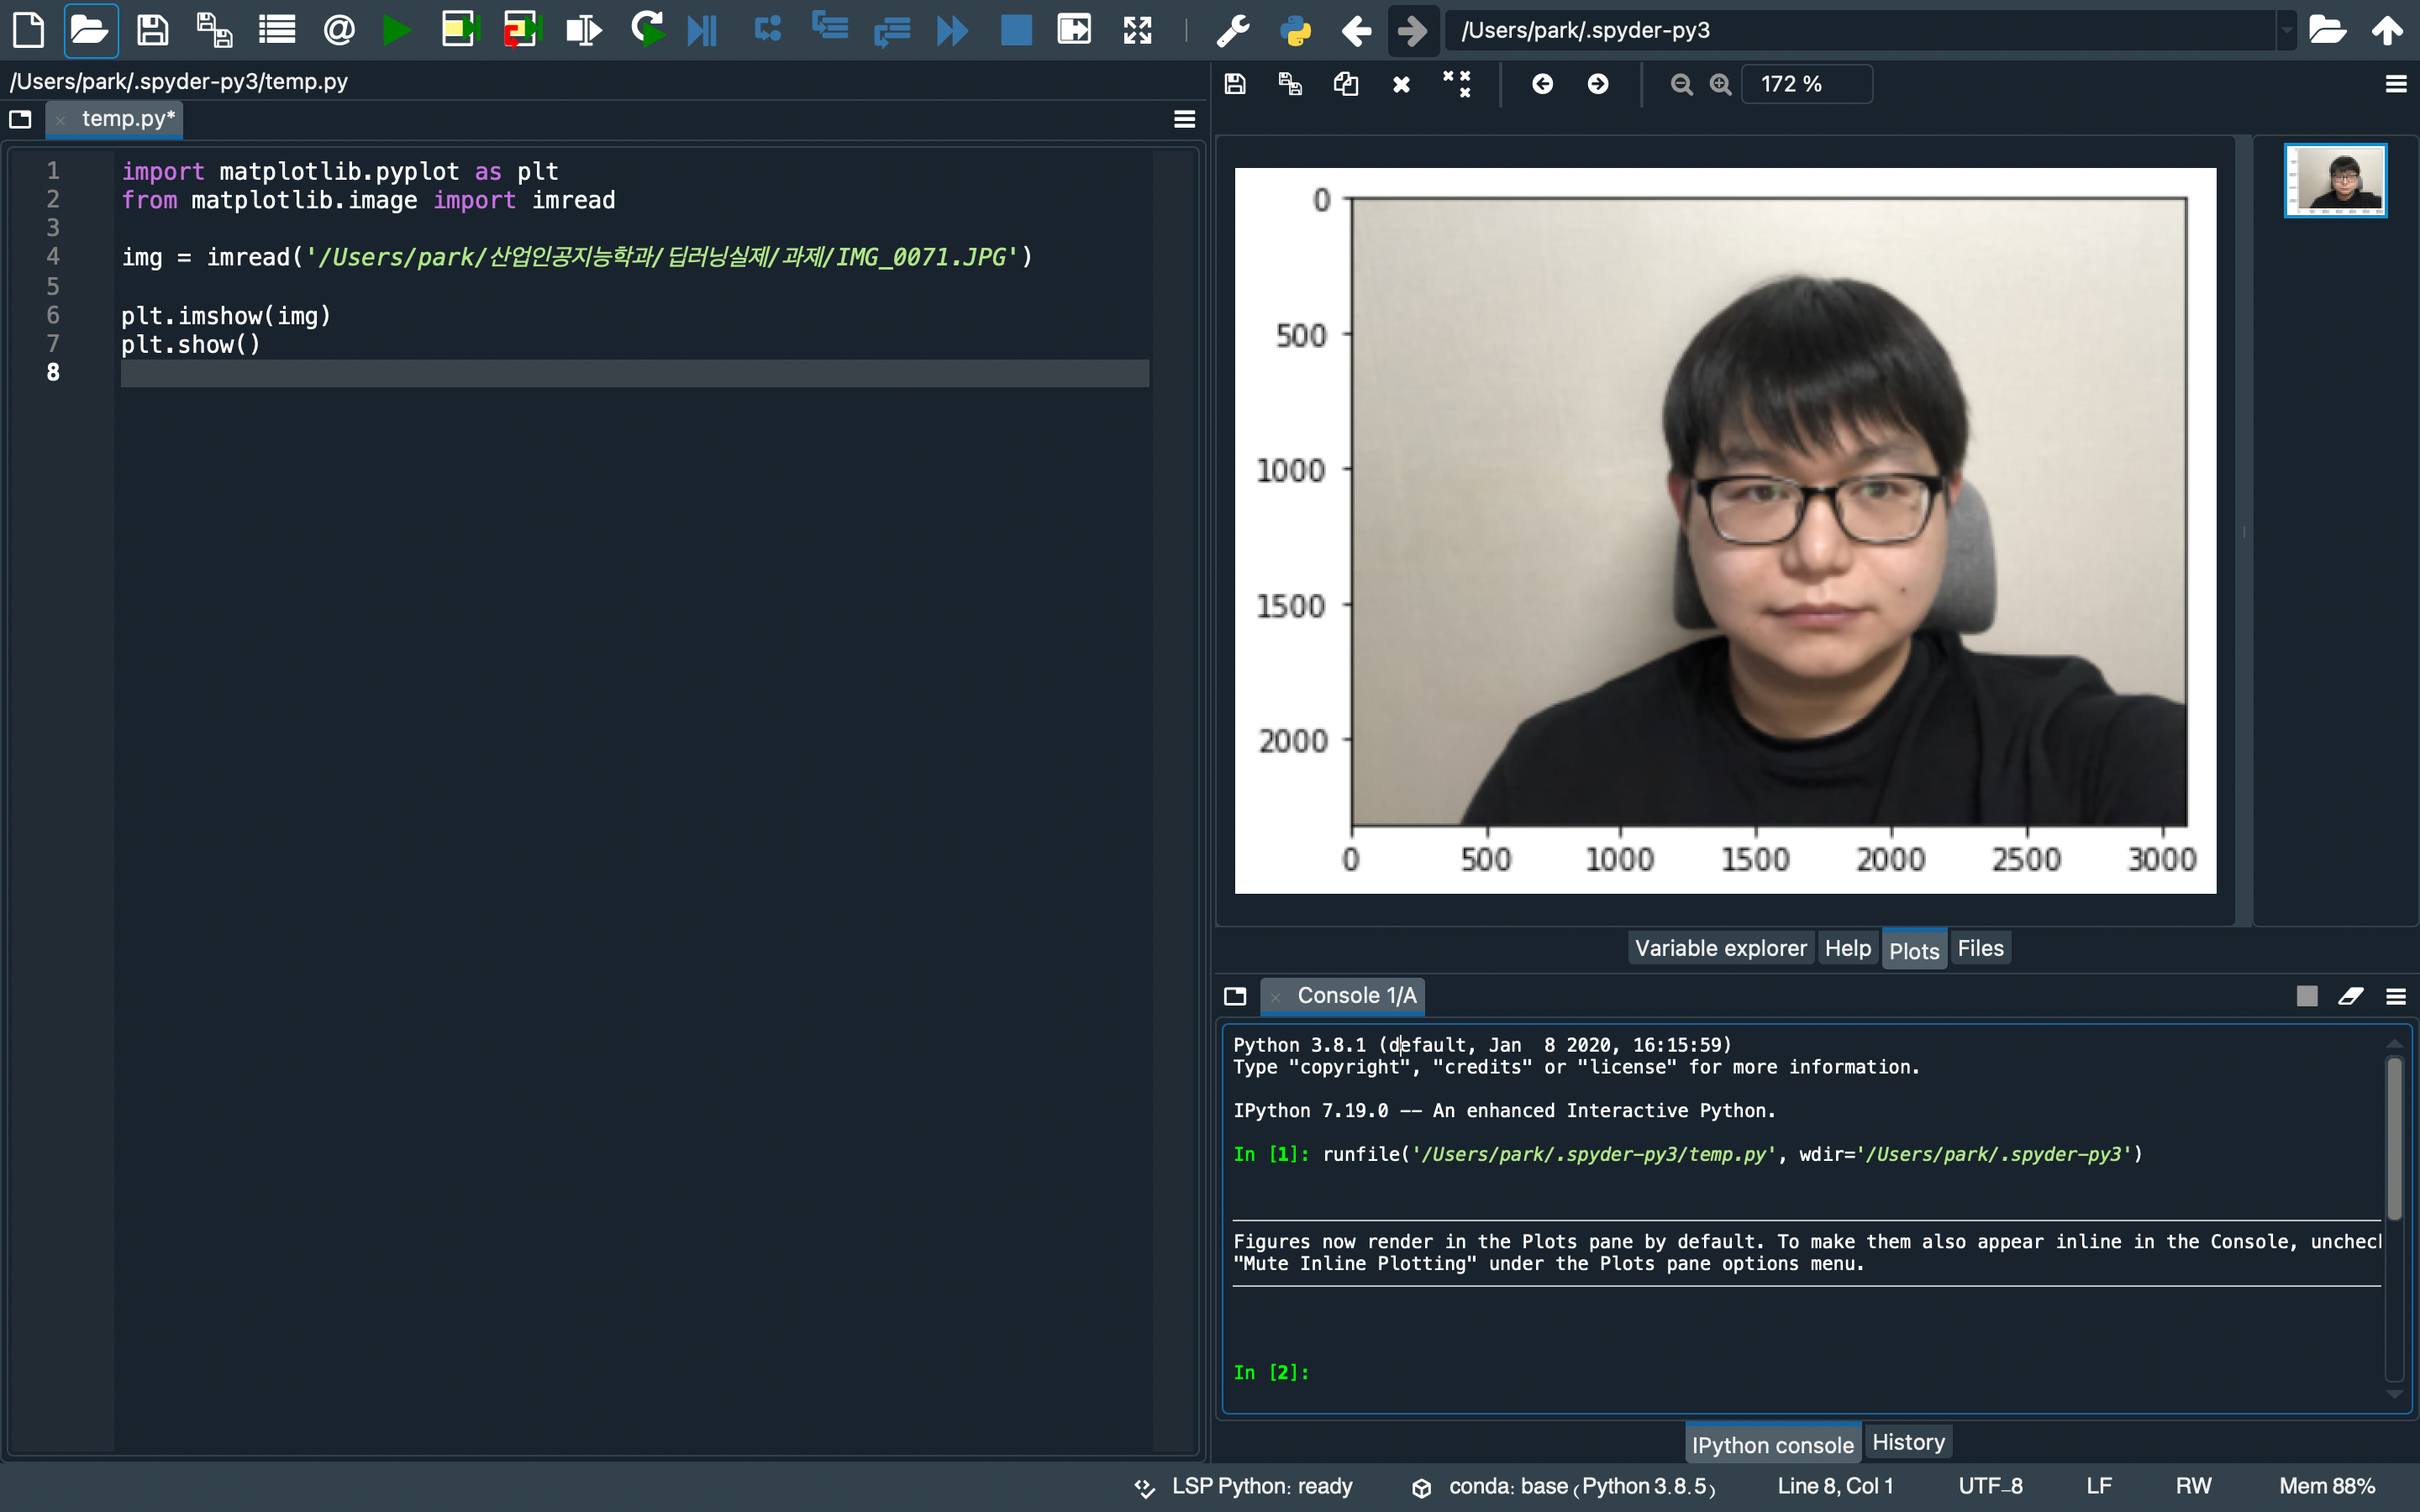 /Users/park/.spyder-py3
/Users/park/.spyder-py3/temp.py
temp.py*
1 import matplotlib.pyplot as plt
2 from matplotlib.image import imread
3
4 img = imread('/Users/park/산업인공지능학과/딥러닝실제/과제/IMG_0071.JPG')
5
6 plt.imshow(img)
7 plt.show()
8
172 %
0
500
1000
1500
2000
0 500 1000 1500 2000 2500 3000
Variable explorer Help Plots Files
Console 1/A
Python 3.8.1 (default, Jan  8 2020, 16:15:59)
Type "copyright", "credits" or "license" for more information.
IPython 7.19.0 -- An enhanced Interactive Python.
In [1]: runfile('/Users/park/.spyder-py3/temp.py', wdir='/Users/park/.spyder-py3')
Figures now render in the Plots pane by default. To make them also appear inline in the Console, unchecl
"Mute Inline Plotting" under the Plots pane options menu.
In [2]:
IPython console History
LSP Python: ready conda: base (Python 3.8.5) Line 8, Col 1 UTF-8 LF RW Mem 88%